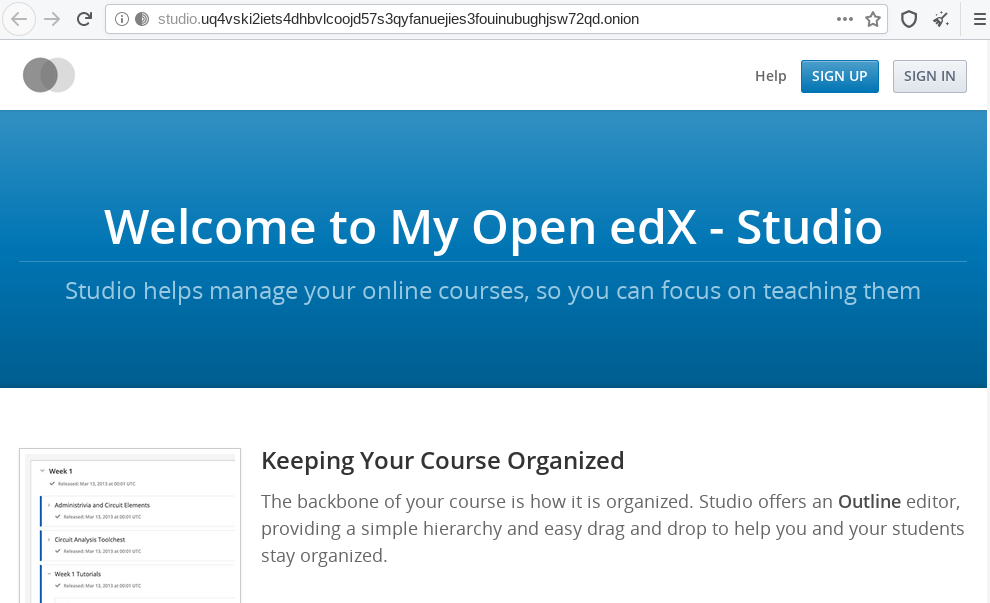 studio.uq4vski2iets4dhbvlcoojd57s3qyfanuejies3fouinubughjsw72qd.onion
Help SIGN UP SIGN IN
Welcome to My Open edX - Studio
Studio helps manage your online courses, so you can focus on teaching them
Week 1
Released: Mar 13, 2013 at 00:01 UTC
Administrivia and Circuit Elements
Released: Mar 13, 2013 at 00:01 UTC
Circuit Analysis Toolchest
Released: Mar 13, 2013 at 00:01 UTC
Week 1 Tutorials
Released: Mar 13, 2013 at 00:01 UTC
Keeping Your Course Organized
The backbone of your course is how it is organized. Studio offers an Outline editor,
providing a simple hierarchy and easy drag and drop to help you and your students
stay organized.